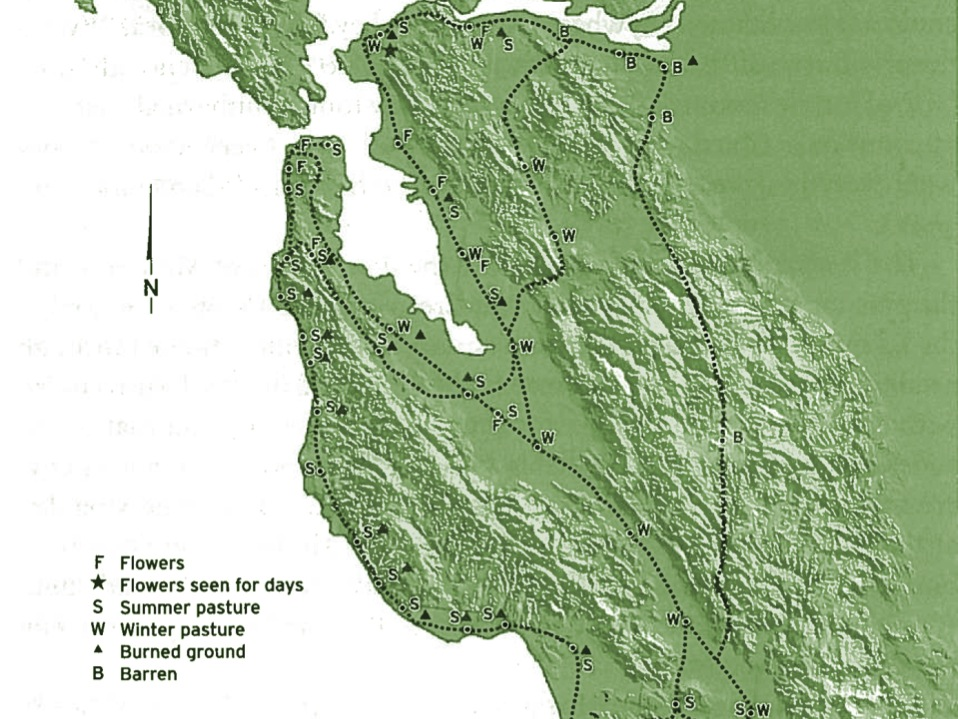 S
W
F
W
S
B
B
B
B
F
S
F
S
W
F
S
W
F
S
W
F
S
S
W
S
S
W
S
S
S
W
S
S
F
S
W
B
S
S
W
S
S
S
S
W
S
S
S W
N
F Flowers
★ Flowers seen for days
S Summer pasture
W Winter pasture
▲ Burned ground
B Barren